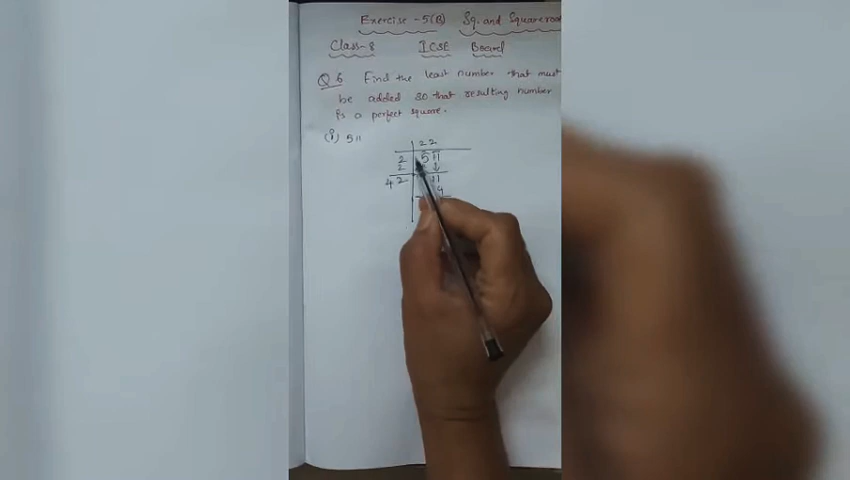 Exercise - 5(B) Sq. and Square root
Class-8 ICSE Board
Q 6 Find the least number that must
be added so that resulting number
is a perfect square.
(i) 511
22
2 511
2 ↓
42 11
4